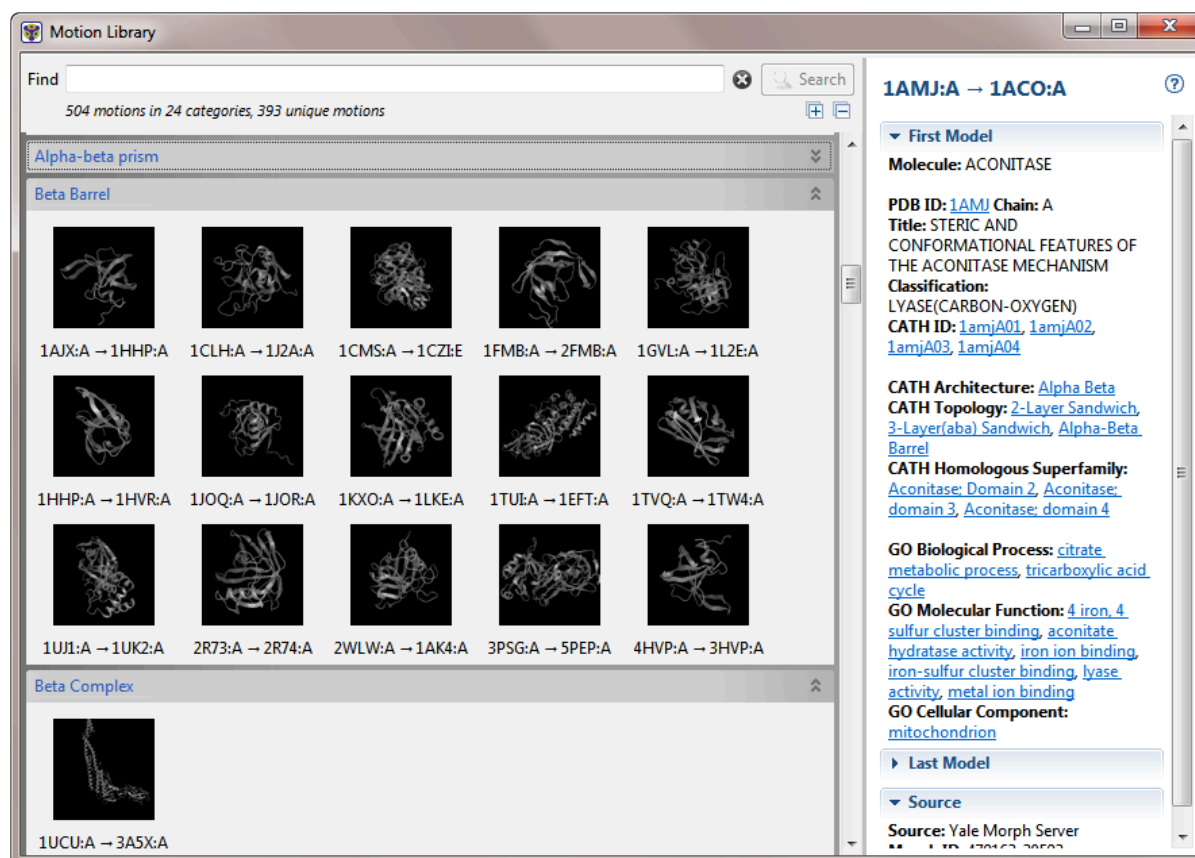 Motion Library
Find
Search
504 motions in 24 categories, 393 unique motions
Alpha-beta prism
Beta Barrel
1AJX:A → 1HHP:A 1CLH:A → 1J2A:A 1CMS:A → 1CZI:E 1FMB:A → 2FMB:A 1GVL:A → 1L2E:A
1HHP:A → 1HVR:A 1JOQ:A → 1JOR:A 1KXO:A → 1LKE:A 1TUI:A → 1EFT:A 1TVQ:A → 1TW4:A
1UJ1:A → 1UK2:A 2R73:A → 2R74:A 2WLW:A → 1AK4:A 3PSG:A → 5PEP:A 4HVP:A → 3HVP:A
Beta Complex
1UCU:A → 3A5X:A
1AMJ:A → 1ACO:A
First Model
Molecule: ACONITASE
PDB ID: 1AMJ Chain: A
Title: STERIC AND
CONFORMATIONAL FEATURES OF
THE ACONITASE MECHANISM
Classification:
LYASE(CARBON-OXYGEN)
CATH ID: 1amjA01, 1amjA02,
1amjA03, 1amjA04
CATH Architecture: Alpha Beta
CATH Topology: 2-Layer Sandwich,
3-Layer(aba) Sandwich, Alpha-Beta
Barrel
CATH Homologous Superfamily:
Aconitase; Domain 2, Aconitase;
domain 3, Aconitase; domain 4
GO Biological Process: citrate
metabolic process, tricarboxylic acid
cycle
GO Molecular Function: 4 iron, 4
sulfur cluster binding, aconitate
hydratase activity, iron ion binding,
iron-sulfur cluster binding, lyase
activity, metal ion binding
GO Cellular Component:
mitochondrion
Last Model
Source
Source: Yale Morph Server